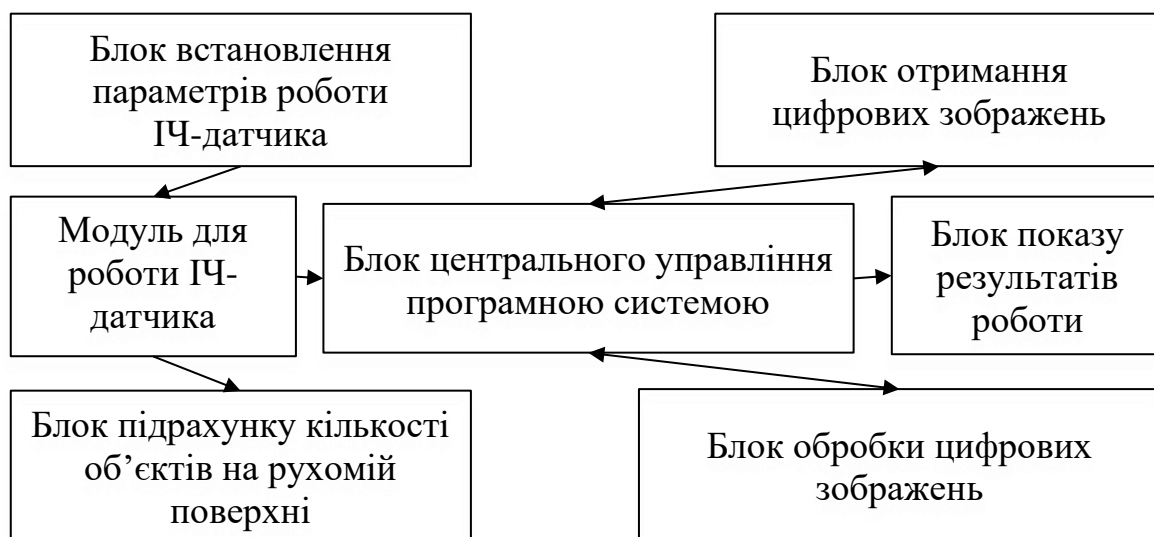 Блок встановлення
параметрів роботи
ІЧ-датчика
Блок отримання
цифрових зображень
Модуль для
роботи ІЧ-
датчика
Блок центрального управління
програмною системою
Блок показу
результатів
роботи
Блок підрахунку кількості
об’єктів на рухомій
поверхні
Блок обробки цифрових
зображень